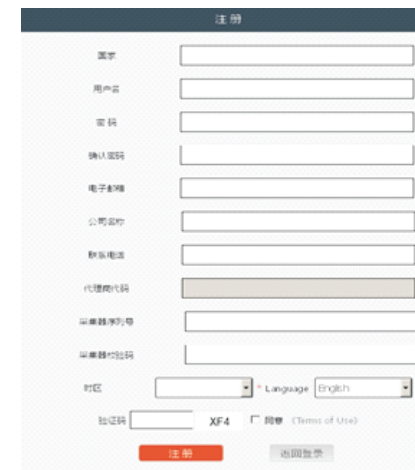 注册
国家
用户名
密码
确认密码
电子邮箱
公司名称
联系电话
代理商代码
采集器序列号
采集器校验码
时区 * Language English
验证码 XF4 同意 (Terms of Use)
注册 返回登录